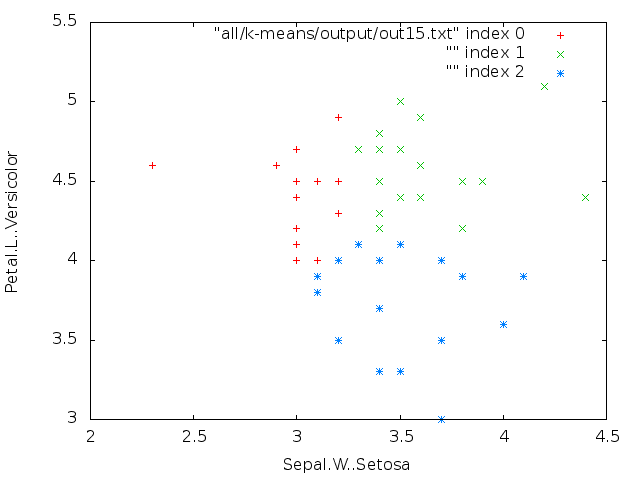 "all/k-means/output/out15.txt" index 0
"" index 1
"" index 2
5.5
5
4.5
4
3.5
3
2
2.5
3
3.5
4
4.5
Petal.L..Versicolor
Sepal.W..Setosa